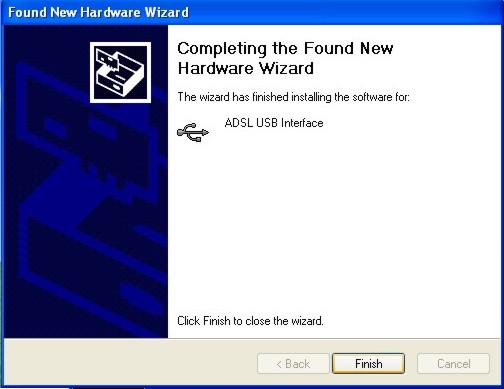 Found New Hardware Wizard
Completing the Found New
Hardware Wizard
The wizard has finished installing the software for:
ADSL USB Interface
Click Finish to close the wizard.
< Back
Finish
Cancel